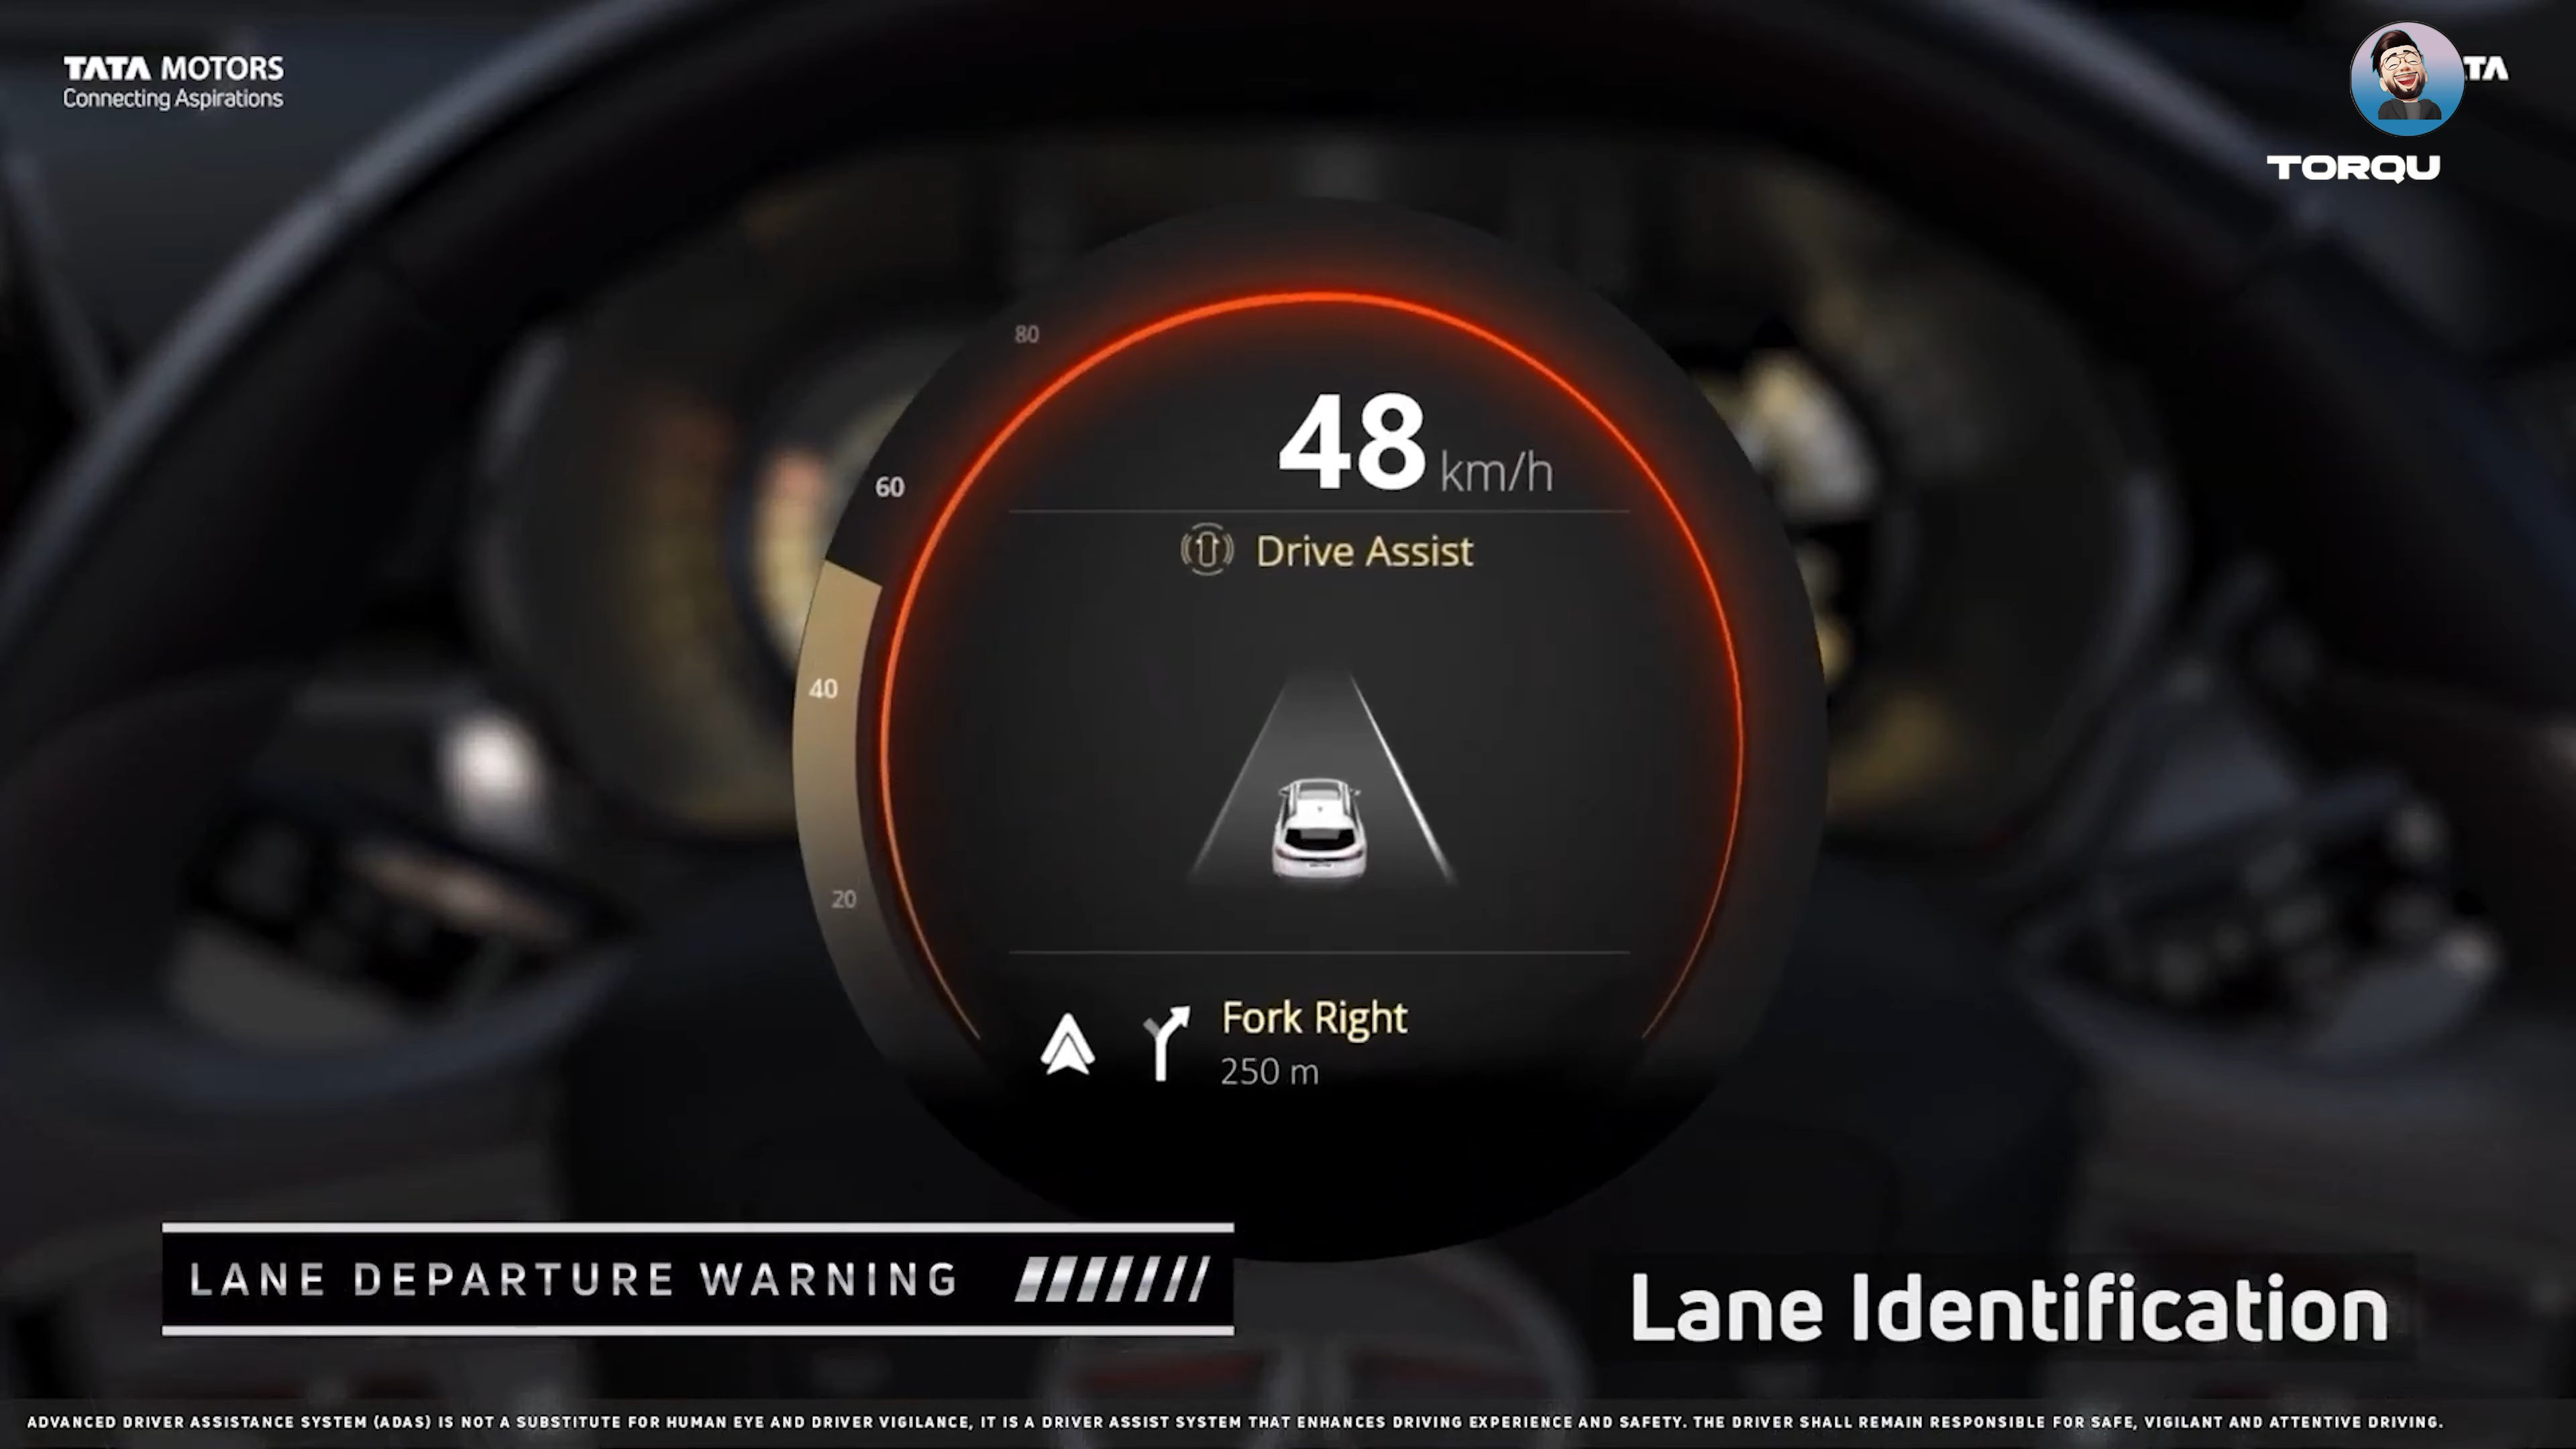 TATA MOTORS
Connecting Aspirations
TA
TORQU
80
60
40
20
48 km/h
Drive Assist
Fork Right
250 m
LANE DEPARTURE WARNING
Lane Identification
ADVANCED DRIVER ASSISTANCE SYSTEM (ADAS) IS NOT A SUBSTITUTE FOR HUMAN EYE AND DRIVER VIGILANCE, IT IS A DRIVER ASSIST SYSTEM THAT ENHANCES DRIVING EXPERIENCE AND SAFETY. THE DRIVER SHALL REMAIN RESPONSIBLE FOR SAFE, VIGILANT AND ATTENTIVE DRIVING.